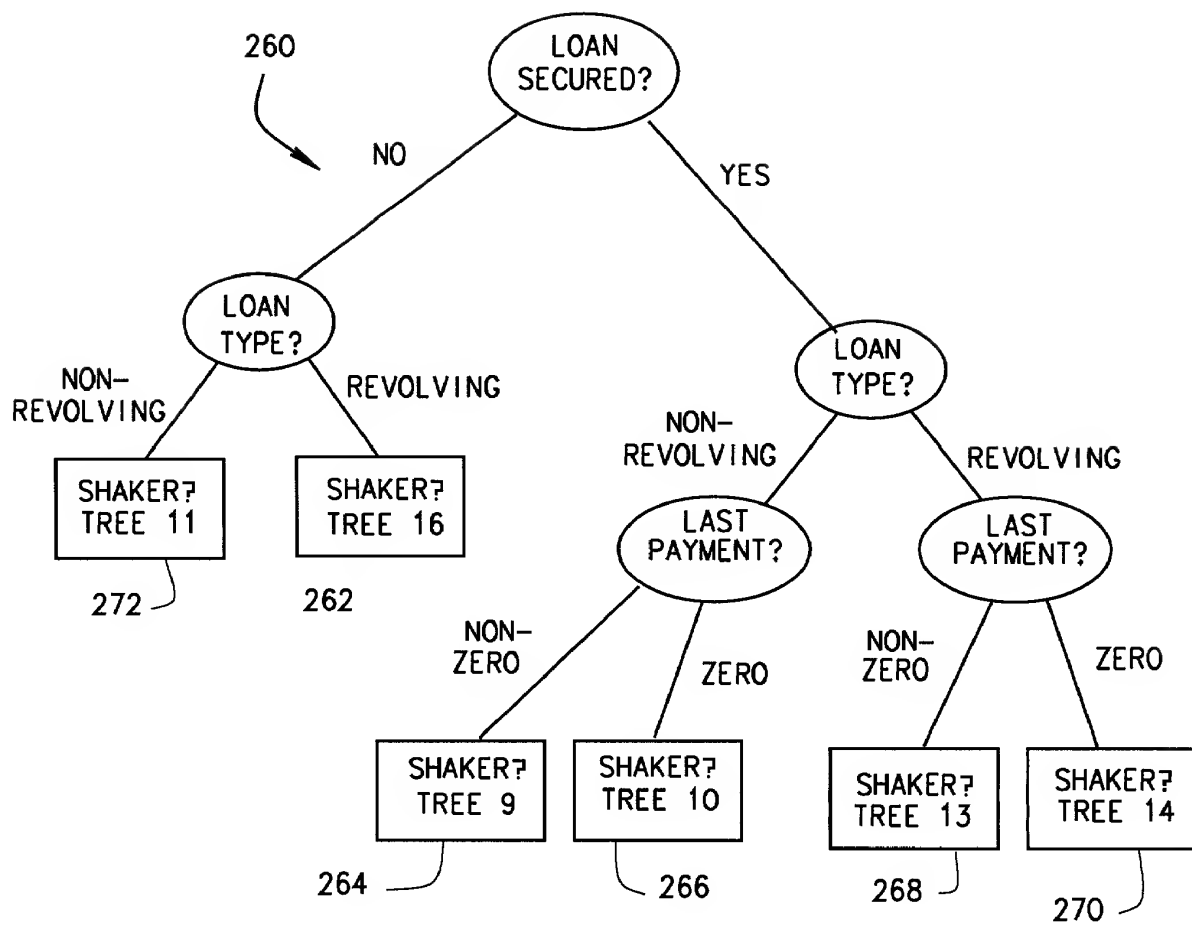 260
LOAN
SECURED?
NO
YES
LOAN
TYPE?
LOAN
TYPE?
NON-
REVOLVING
REVOLVING
NON-
REVOLVING
REVOLVING
SHAKER?
TREE 11
SHAKER?
TREE 16
LAST
PAYMENT?
LAST
PAYMENT?
272
262
NON-
ZERO
ZERO
NON-
ZERO
ZERO
SHAKER?
TREE 9
SHAKER?
TREE 10
SHAKER?
TREE 13
SHAKER?
TREE 14
264
266
268
270